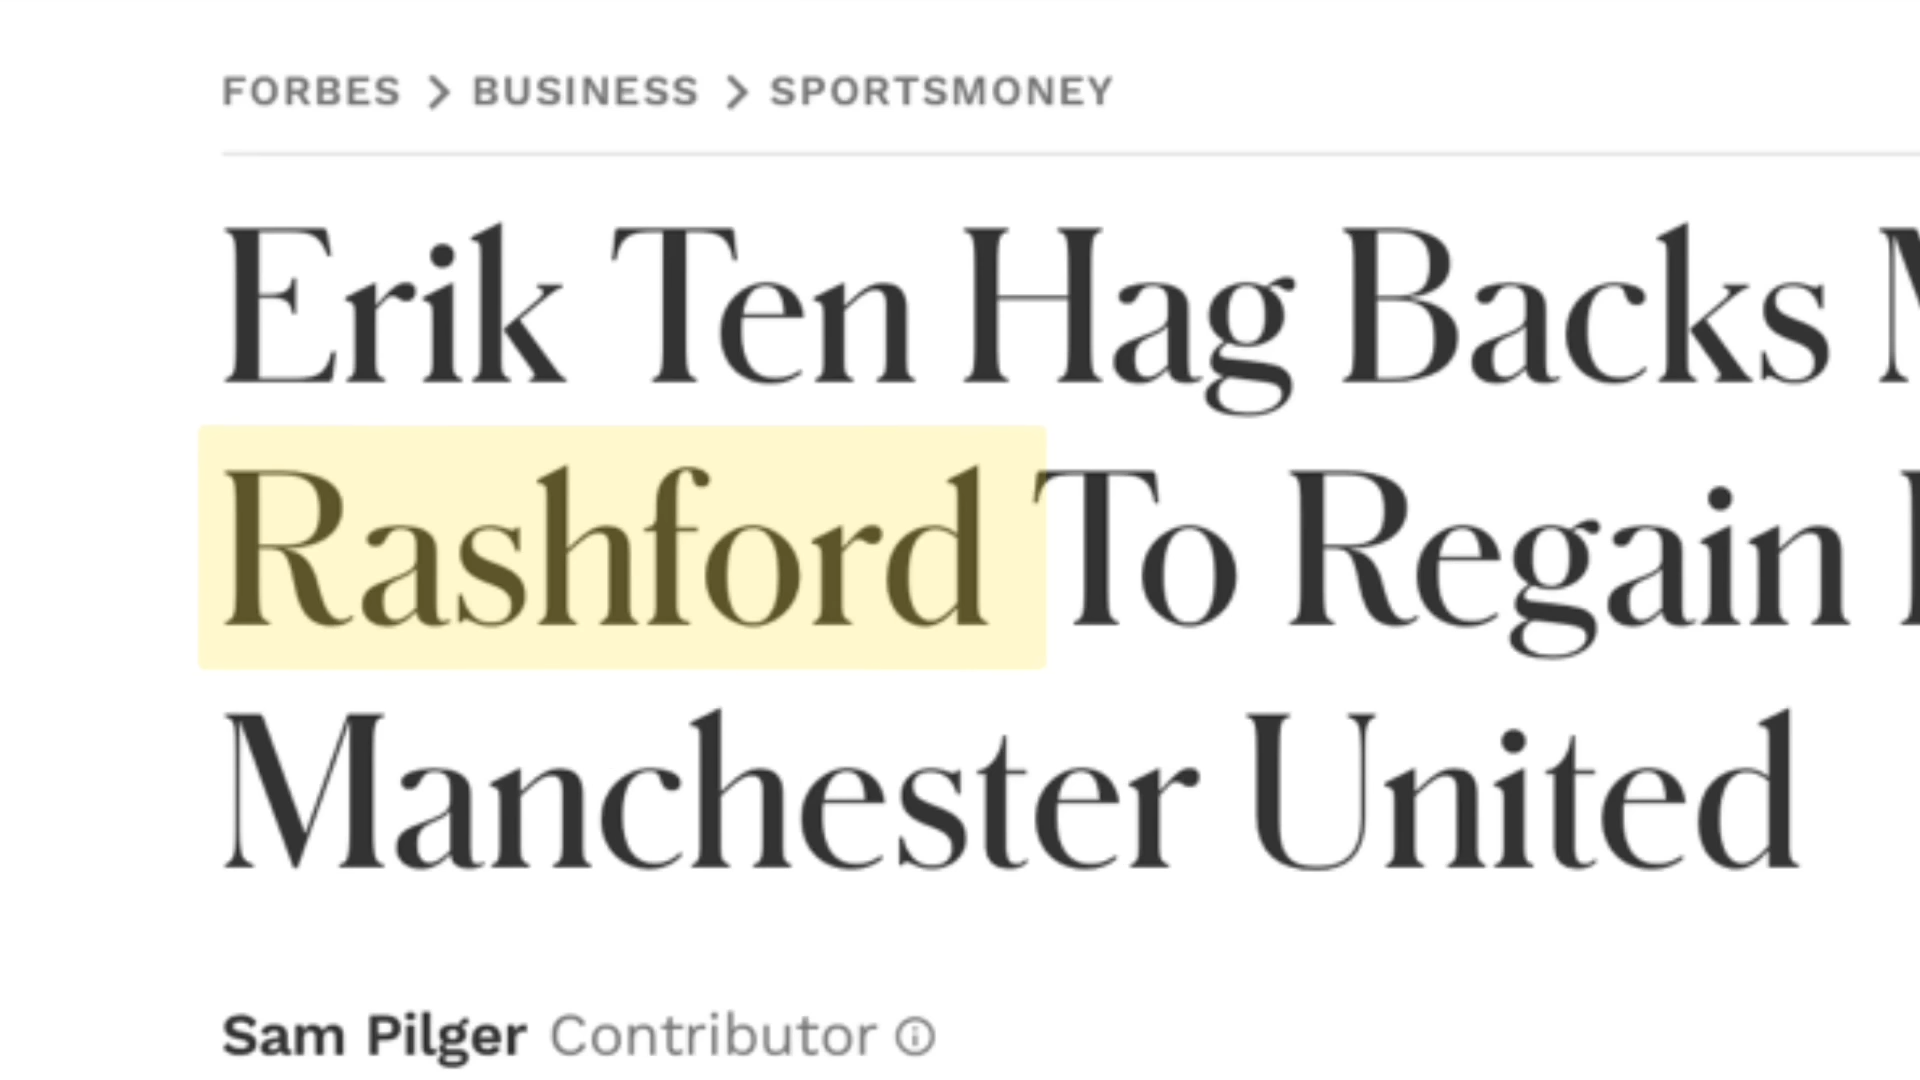 FORBES > BUSINESS > SPORTSMONEY
Erik Ten Hag Backs
Rashford To Regain
Manchester United
Sam Pilger Contributor